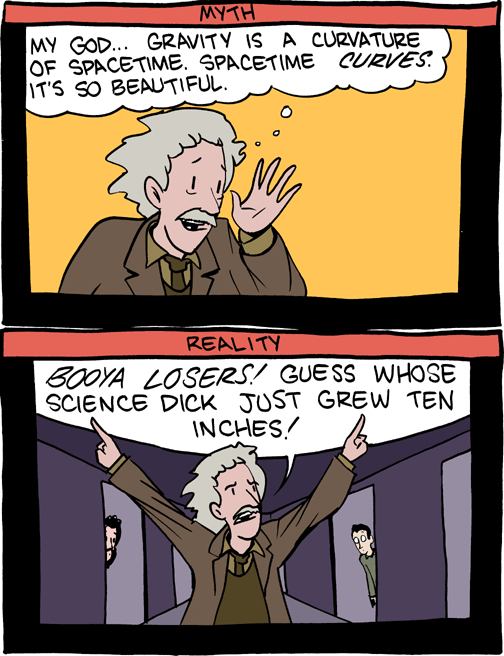 MYTH
MY GOD... GRAVITY IS A CURVATURE
OF SPACETIME. SPACETIME CURVES.
IT'S SO BEAUTIFUL.
REALITY
BOOYA LOSERS! GUESS WHOSE
SCIENCE DICK JUST GREW TEN
INCHES!